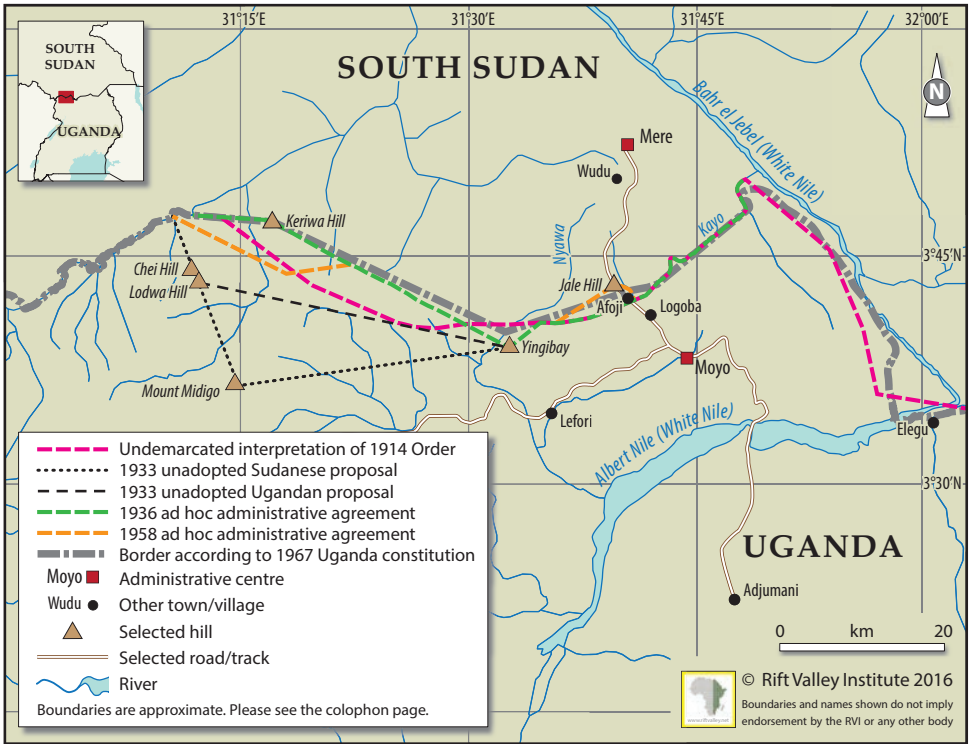 31°15'E
31°30'E
31°45'E
32°00'E
SOUTH
SUDAN
UGANDA
SOUTH SUDAN
N
Bahr el Jebel (White Nile)
Mere
Wudu
Keriwa Hill
Nyawa
Kayo
3°45'N
Chei Hill
Lodwa Hill
Jale Hill
Afoji
Logoba
Yingibay
Moyo
Mount Midigo
Lefori
Albert Nile (White Nile)
Elegu
3°30'N
UGANDA
Adjumani
Undemarcated interpretation of 1914 Order
1933 unadopted Sudanese proposal
1933 unadopted Ugandan proposal
1936 ad hoc administrative agreement
1958 ad hoc administrative agreement
Border according to 1967 Uganda constitution
Moyo Administrative centre
Wudu Other town/village
Selected hill
Selected road/track
River
Boundaries are approximate. Please see the colophon page.
0 km 20
www.riftvalley.net
© Rift Valley Institute 2016
Boundaries and names shown do not imply
endorsement by the RVI or any other body